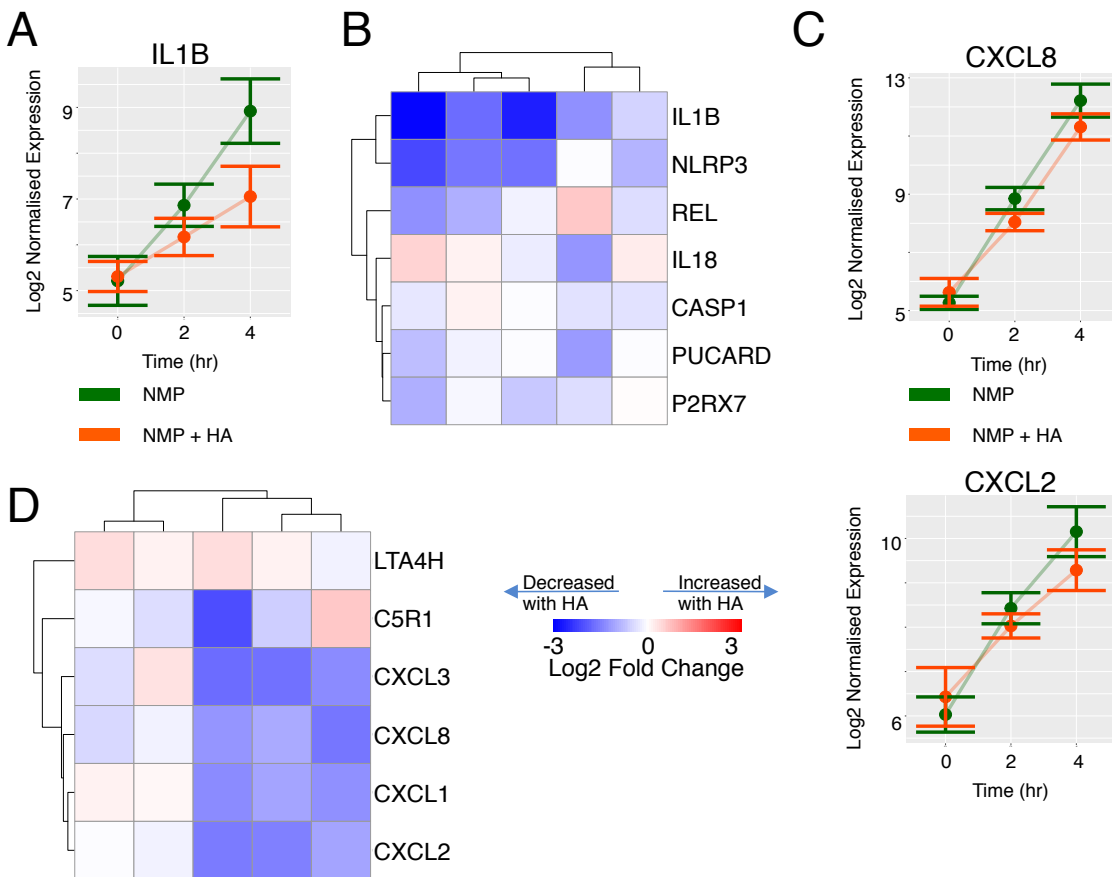 A
IL1B
Log2 Normalised Expression
9
7
5
0 2 4
Time (hr)
NMP
NMP + HA
B
IL1B
NLRP3
REL
IL18
CASP1
PUCARD
P2RX7
C
CXCL8
Log2 Normalised Expression
13
9
5
0 2 4
Time (hr)
NMP
NMP + HA
CXCL2
Log2 Normalised Expression
10
6
0 2 4
Time (hr)
D
LTA4H
C5R1
CXCL3
CXCL8
CXCL1
CXCL2
Decreased
with HA
Increased
with HA
-3 0 3
Log2 Fold Change